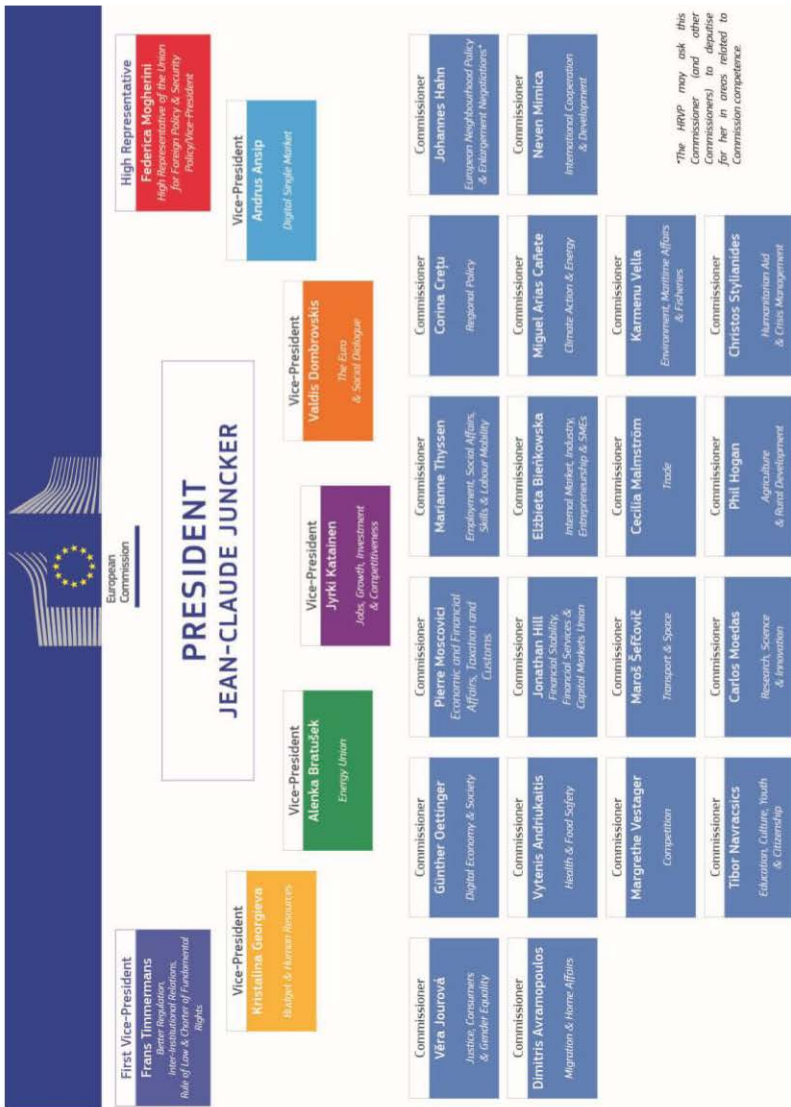 European
Commission
PRESIDENT
JEAN-CLAUDE JUNCKER
First Vice-President
Frans Timmermans
Better Regulation,
Inter-Institutional Relations,
Rule of Law & Charter of Fundamental
Rights
High Representative
Federica Mogherini
High Representative of the Union
for Foreign Policy & Security
Policy/Vice-President
Vice-President
Kristalina Georgieva
Budget & Human Resources
Vice-President
Alenka Bratušek
Energy Union
Vice-President
Jyrki Katainen
Jobs, Growth, Investment
& Competitiveness
Vice-President
Valdis Dombrovskis
The Euro
& Social Dialogue
Vice-President
Andrus Ansip
Digital Single Market
Commissioner
Věra Jourová
Justice, Consumers
& Gender Equality
Commissioner
Günther Oettinger
Digital Economy & Society
Commissioner
Pierre Moscovici
Economic and Financial
Affairs, Taxation and
Customs
Commissioner
Marianne Thyssen
Employment, Social Affairs,
Skills & Labour Mobility
Commissioner
Corina Crețu
Regional Policy
Commissioner
Johannes Hahn
European Neighbourhood Policy
& Enlargement Negotiations*
Commissioner
Dimitris Avramopoulos
Migration & Home Affairs
Commissioner
Vytenis Andriukaitis
Health & Food Safety
Commissioner
Jonathan Hill
Financial Stability,
Financial Services &
Capital Markets Union
Commissioner
Elżbieta Bieńkowska
Internal Market, Industry,
Entrepreneurship & SMEs
Commissioner
Miguel Arias Cañete
Climate Action & Energy
Commissioner
Neven Mimica
International Cooperation
& Development
Commissioner
Margrethe Vestager
Competition
Commissioner
Maroš Šefčovič
Transport & Space
Commissioner
Cecilia Malmström
Trade
Commissioner
Karmenu Vella
Environment, Maritime Affairs
& Fisheries
Commissioner
Tibor Navracsics
Education, Culture, Youth
& Citizenship
Commissioner
Carlos Moedas
Research, Science
& Innovation
Commissioner
Phil Hogan
Agriculture
& Rural Development
Commissioner
Christos Stylianides
Humanitarian Aid
& Crisis Management
*The HRVP may ask this
Commissioner (and other
Commissioners) to deputise
for her in areas related to
Commission competence.